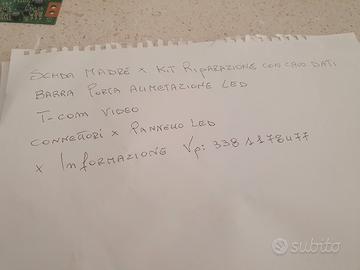 SCHEDA MADRE x KIT RIPARAZIONE CON CAVO DATI
BARRA PORTA ALIMETAZIONE LED
T-COM VIDEO
CONNETTORI x PANNELLO LED
x INFORMAZIONE Vp: 338 1178477
subito